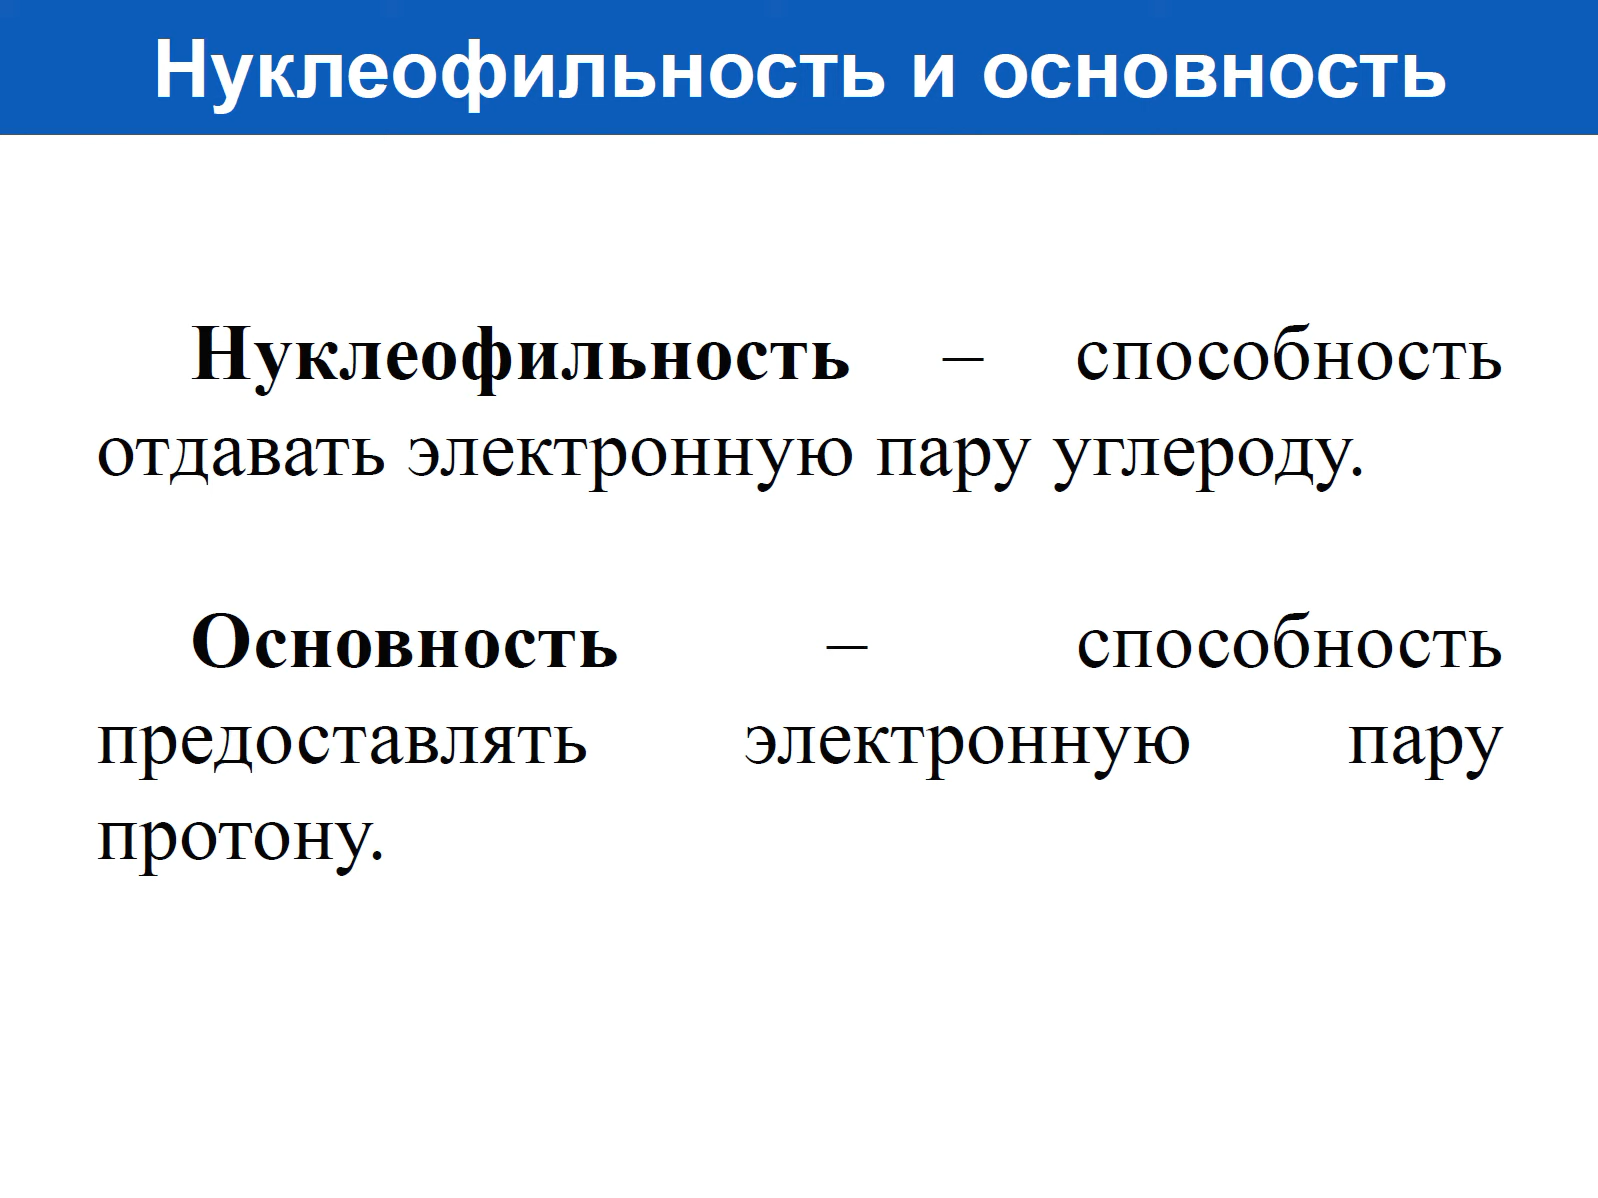 Нуклеофильность и основность
Нуклеофильность – способность
отдавать электронную пару углероду.
Основность – способность
предоставлять электронную пару
протону.